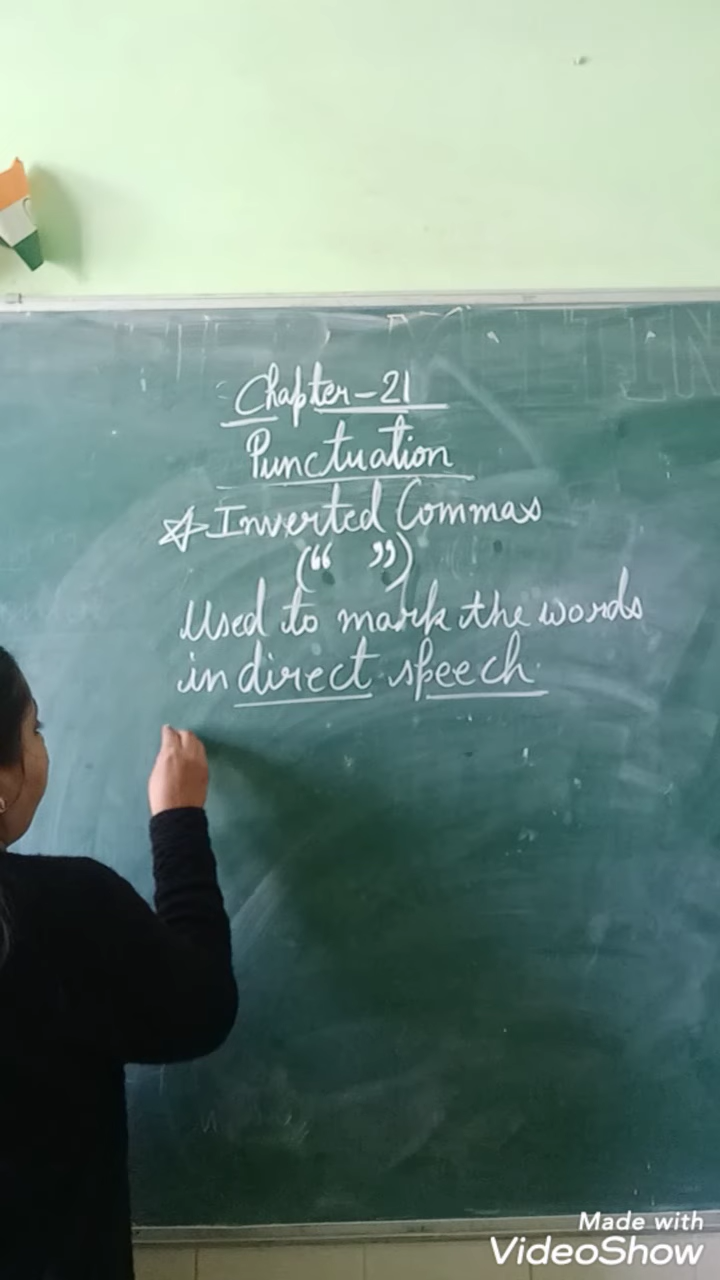 Chapter-21
Punctuation
☆ Inverted Commas
(“ ”)
Used to mark the words
in direct speech.
Made with
VideoShow